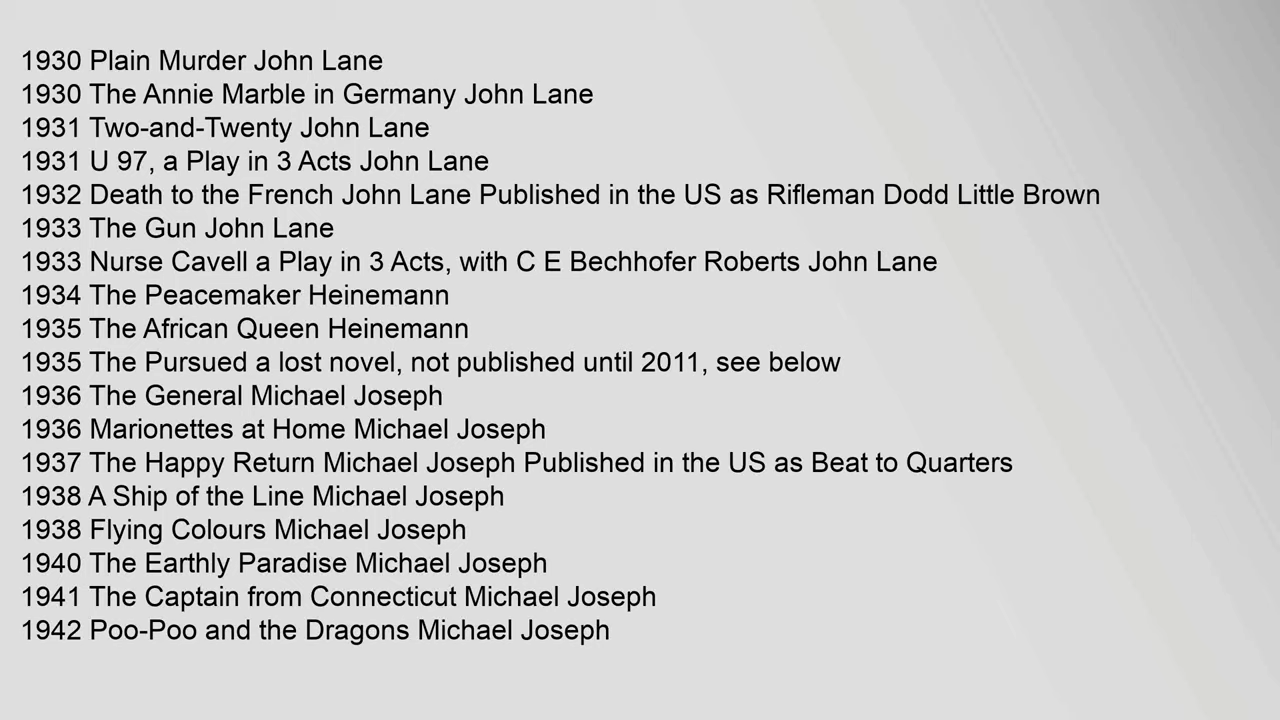 1930 Plain Murder John Lane
1930 The Annie Marble in Germany John Lane
1931 Two-and-Twenty John Lane
1931 U 97, a Play in 3 Acts John Lane
1932 Death to the French John Lane Published in the US as Rifleman Dodd Little Brown
1933 The Gun John Lane
1933 Nurse Cavell a Play in 3 Acts, with C E Bechhofer Roberts John Lane
1934 The Peacemaker Heinemann
1935 The African Queen Heinemann
1935 The Pursued a lost novel, not published until 2011, see below
1936 The General Michael Joseph
1936 Marionettes at Home Michael Joseph
1937 The Happy Return Michael Joseph Published in the US as Beat to Quarters
1938 A Ship of the Line Michael Joseph
1938 Flying Colours Michael Joseph
1940 The Earthly Paradise Michael Joseph
1941 The Captain from Connecticut Michael Joseph
1942 Poo-Poo and the Dragons Michael Joseph